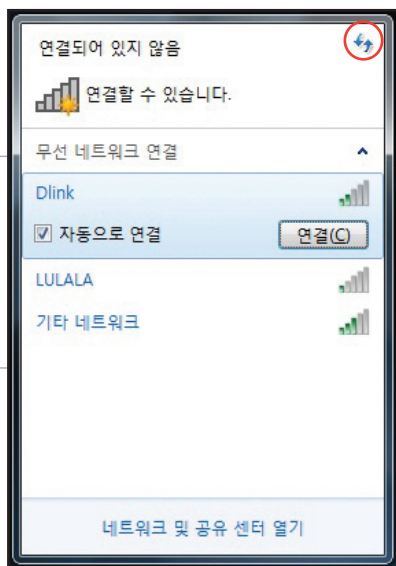 연결되어 있지 않음
연결할 수 있습니다.
무선 네트워크 연결
Dlink
자동으로 연결 연결(C)
LULALA
기타 네트워크
네트워크 및 공유 센터 열기